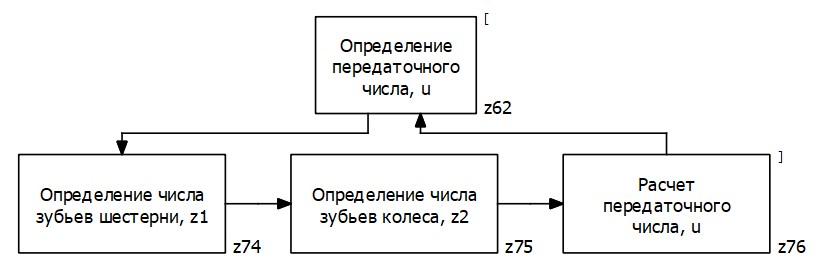 [
Определение
передаточного
числа, u
z62
Определение числа
зубьев шестерни, z1
z74
Определение числа
зубьев колеса, z2
z75
]
Расчет
передаточного
числа, u
z76